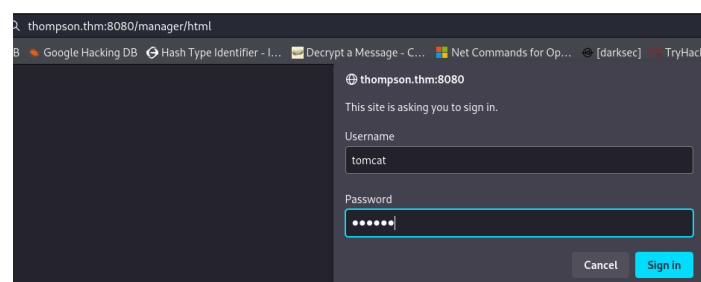 thompson.thm:8080/manager/html
B Google Hacking DB Hash Type Identifier - I... Decrypt a Message - C... Net Commands for Op... [darksec] TryHac
thompson.thm:8080
This site is asking you to sign in.
Username
tomcat
Password
••••••
Cancel Sign in